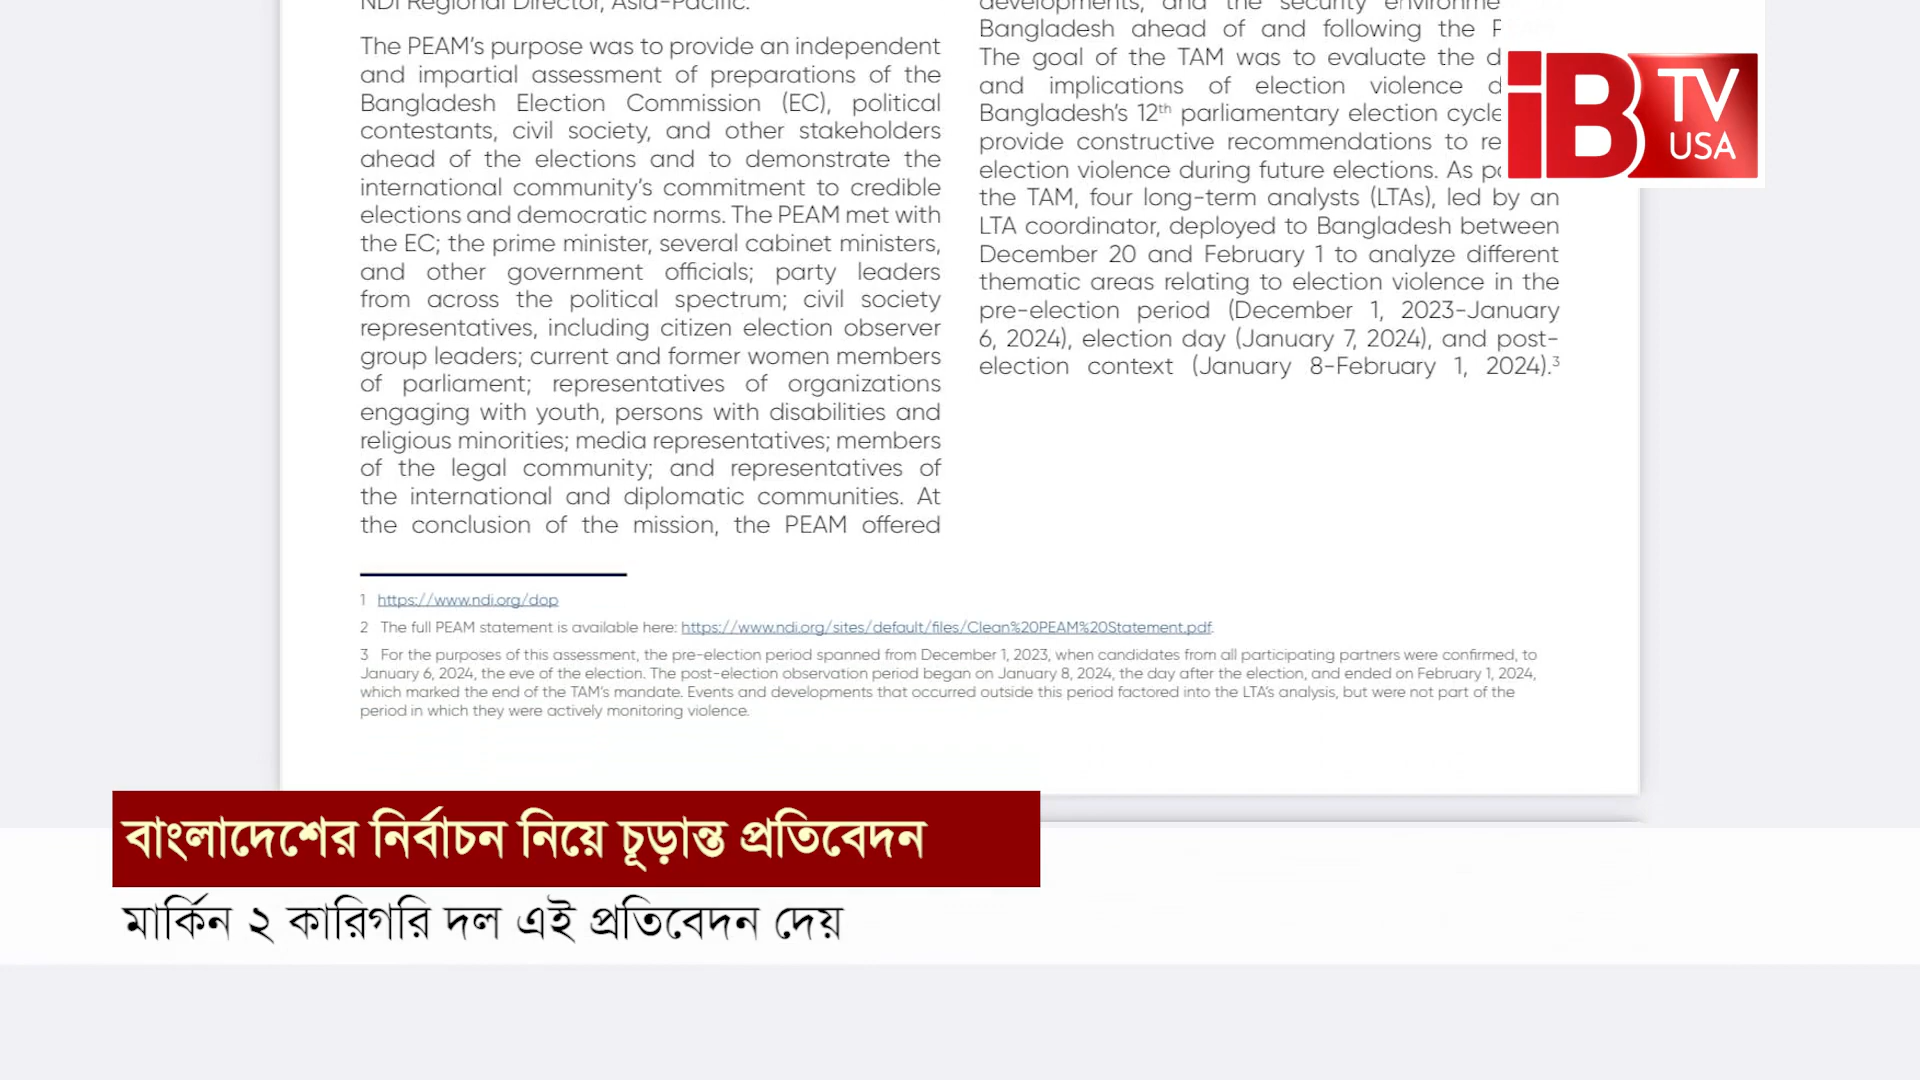 NDI Regional Director, Asia-Pacific.
The PEAM's purpose was to provide an independent
and impartial assessment of preparations of the
Bangladesh Election Commission (EC), political
contestants, civil society, and other stakeholders
ahead of the elections and to demonstrate the
international community's commitment to credible
elections and democratic norms. The PEAM met with
the EC; the prime minister, several cabinet ministers,
and other government officials; party leaders
from across the political spectrum; civil society
representatives, including citizen election observer
group leaders; current and former women members
of parliament; representatives of organizations
engaging with youth, persons with disabilities and
religious minorities; media representatives; members
of the legal community; and representatives of
the international and diplomatic communities. At
the conclusion of the mission, the PEAM offered
developments, and the security
Bangladesh ahead of and following the
The goal of the TAM was to evaluate the
and implications of election violence
Bangladesh's 12th parliamentary election cycle
provide constructive recommendations to
election violence during future elections. As
the TAM, four long-term analysts (LTAs), led by an
LTA coordinator, deployed to Bangladesh between
December 20 and February 1 to analyze different
thematic areas relating to election violence in the
pre-election period (December 1, 2023-January
6, 2024), election day (January 7, 2024), and post-
election context (January 8-February 1, 2024).3
1 https://www.ndi.org/dop
2 The full PEAM statement is available here: https://www.ndi.org/sites/default/files/Clean%20PEAM%20Statement.pdf.
3 For the purposes of this assessment, the pre-election period spanned from December 1, 2023, when candidates from all participating partners were confirmed, to
January 6, 2024, the eve of the election. The post-election observation period began on January 8, 2024, the day after the election, and ended on February 1, 2024,
which marked the end of the TAM's mandate. Events and developments that occurred outside this period factored into the LTA's analysis, but were not part of the
period in which they were actively monitoring violence.
iB TV
USA
বাংলাদেশের নির্বাচন নিয়ে চূড়ান্ত প্রতিবেদন
মার্কিন ২ কারিগরি দল এই প্রতিবেদন দেয়